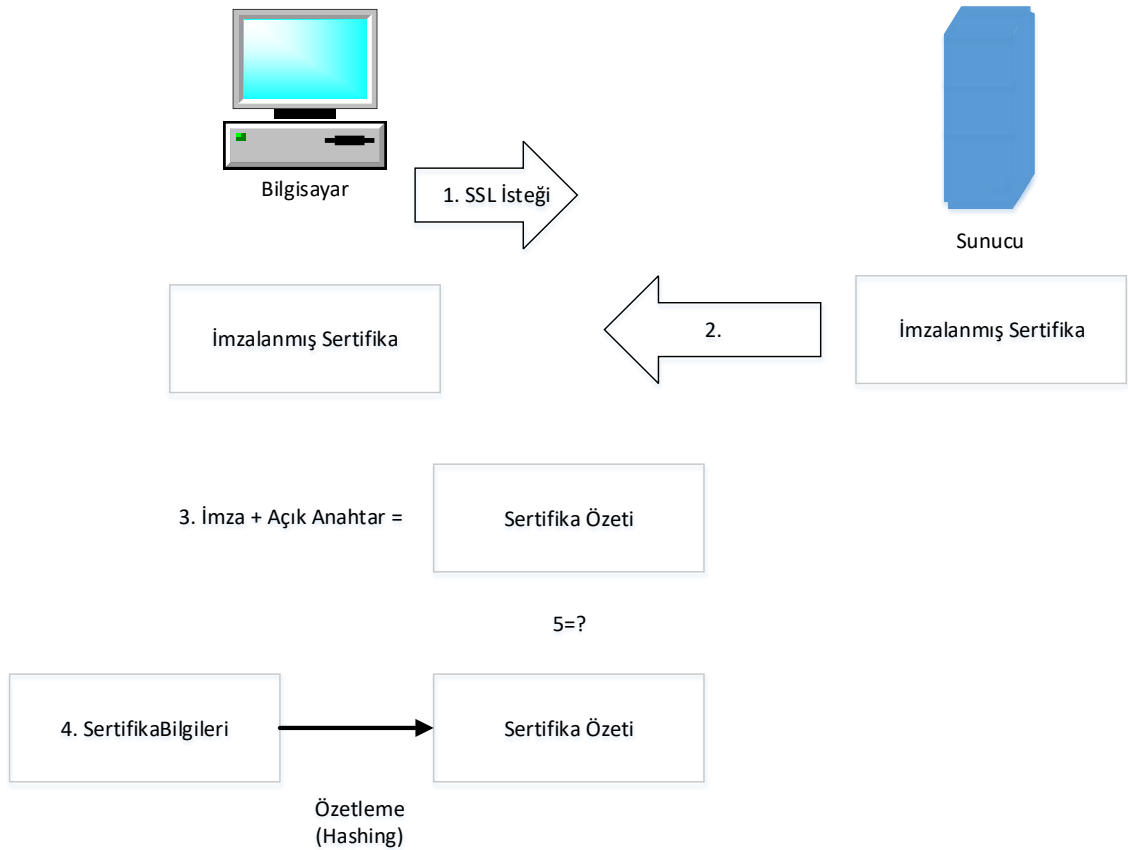 Bilgisayar
1. SSL İsteği
Sunucu
İmzalanmış Sertifika
2.
İmzalanmış Sertifika
3. İmza + Açık Anahtar =
Sertifika Özeti
5=?
4. SertifikaBilgileri
Sertifika Özeti
Özetleme
(Hashing)